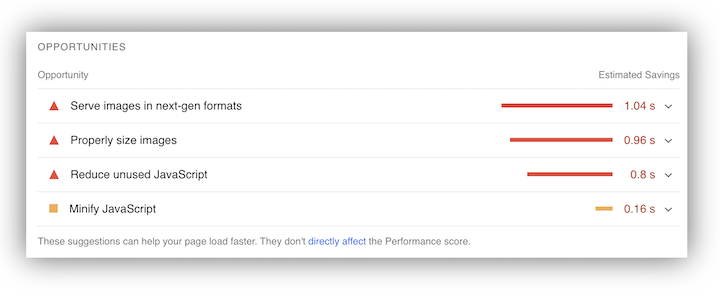 OPPORTUNITIES
Opportunity Estimated Savings
Serve images in next-gen formats 1.04 s
Properly size images 0.96 s
Reduce unused JavaScript 0.8 s
Minify JavaScript 0.16 s
These suggestions can help your page load faster. They don't directly affect the Performance score.